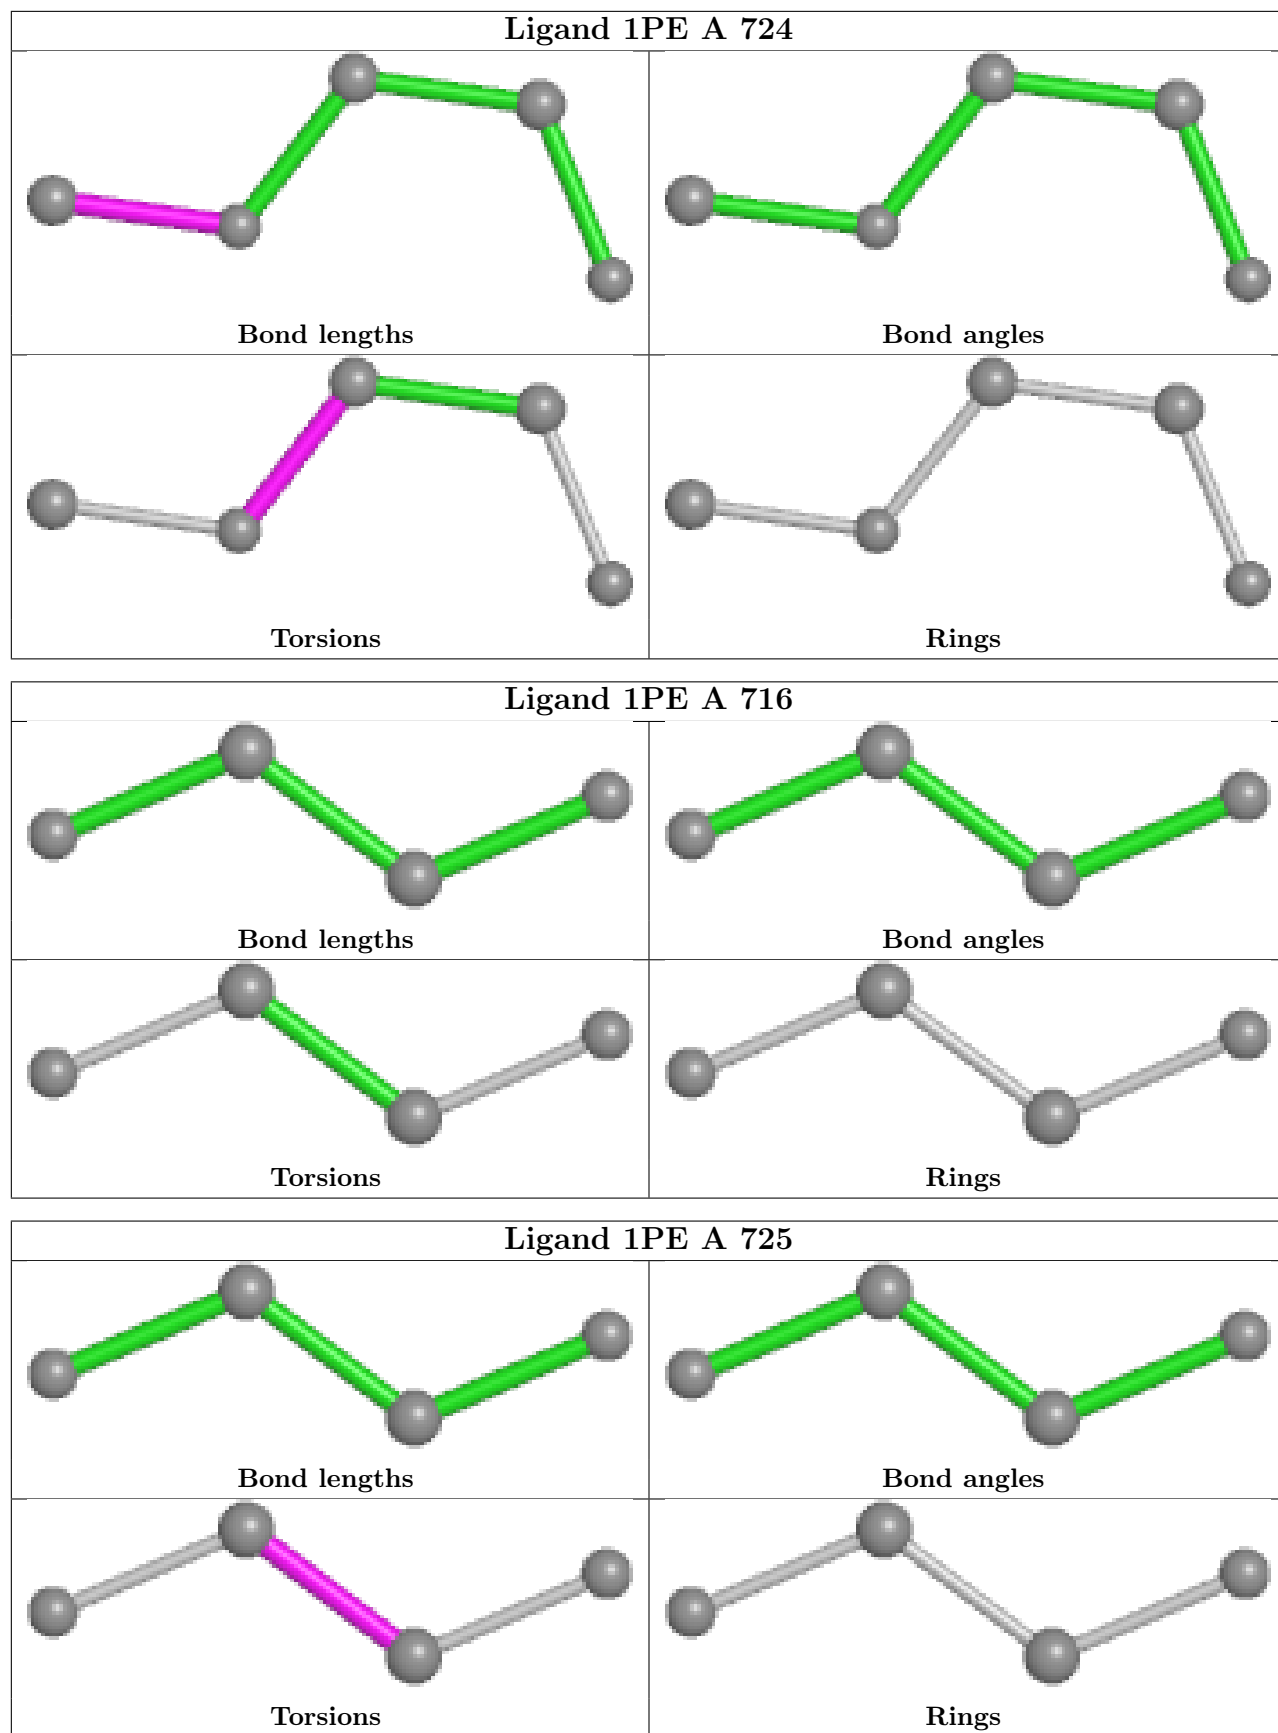 Ligand 1PE A 724
Bond lengths
Bond angles
Torsions
Rings
Ligand 1PE A 716
Bond lengths
Bond angles
Torsions
Rings
Ligand 1PE A 725
Bond lengths
Bond angles
Torsions
Rings